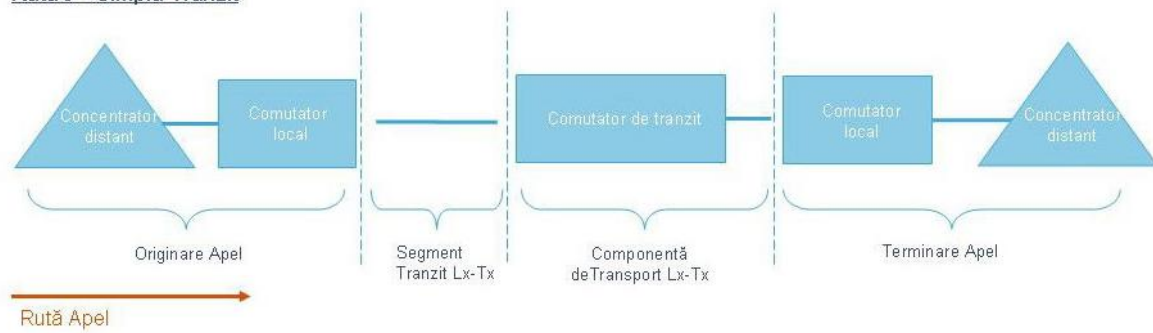 Concentrator
distant
Comutator
local
Comutator de tranzit
Comutator
local
Concentrator
distant
Originare Apel
Segment
Tranzit Lx-Tx
Componentă
deTransport Lx-Tx
Terminare Apel
Rută Apel